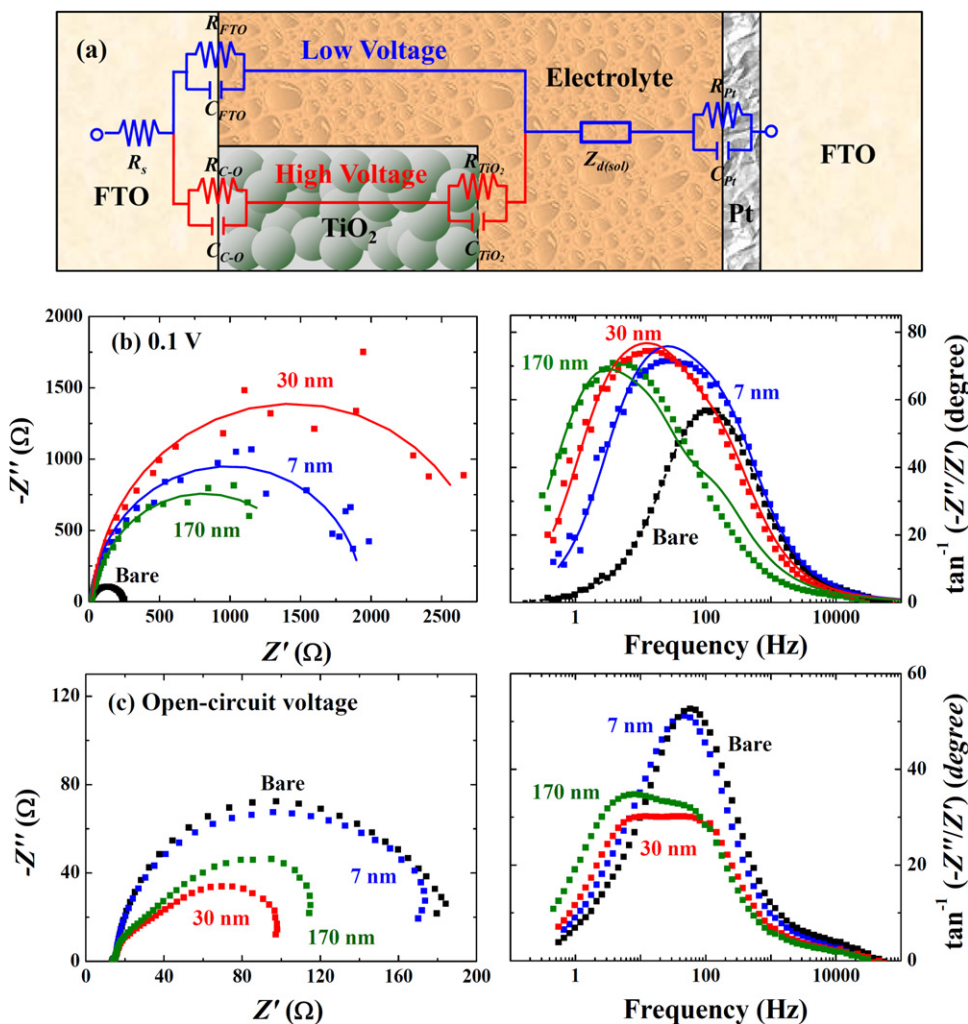 (a)
R_FTO
Low Voltage
Electrolyte
C_FTO
R_Pt
R_s
R_C-O
High Voltage
R_TiO2
Z_d(sol)
C_Pt
FTO
FTO
TiO2
Pt
C_C-O
C_TiO2
(b) 0.1 V
30 nm
7 nm
170 nm
Bare
-Z'' (Ω)
2000
1500
1000
500
0
0 500 1000 1500 2000 2500
Z' (Ω)
30 nm
170 nm
7 nm
Bare
80
60
40
20
0
tan⁻¹ (-Z''/Z') (degree)
1 100 10000
Frequency (Hz)
(c) Open-circuit voltage
Bare
7 nm
30 nm
170 nm
-Z'' (Ω)
120
80
40
0
0 40 80 120 160 200
Z' (Ω)
7 nm
Bare
170 nm
30 nm
60
40
20
0
tan⁻¹ (-Z''/Z') (degree)
1 100 10000
Frequency (Hz)